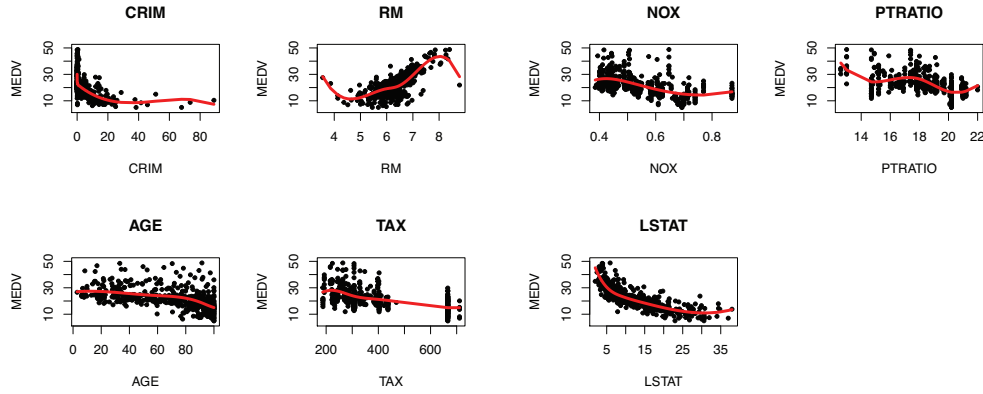 CRIM
MEDV
10 30 50
0 20 40 60 80
CRIM
RM
MEDV
10 30 50
4 5 6 7 8
RM
NOX
MEDV
10 30 50
0.4 0.6 0.8
NOX
PTRATIO
MEDV
10 30 50
14 16 18 20 22
PTRATIO
AGE
MEDV
10 30 50
0 20 40 60 80
AGE
TAX
MEDV
10 30 50
200 400 600
TAX
LSTAT
MEDV
10 30 50
5 15 25 35
LSTAT